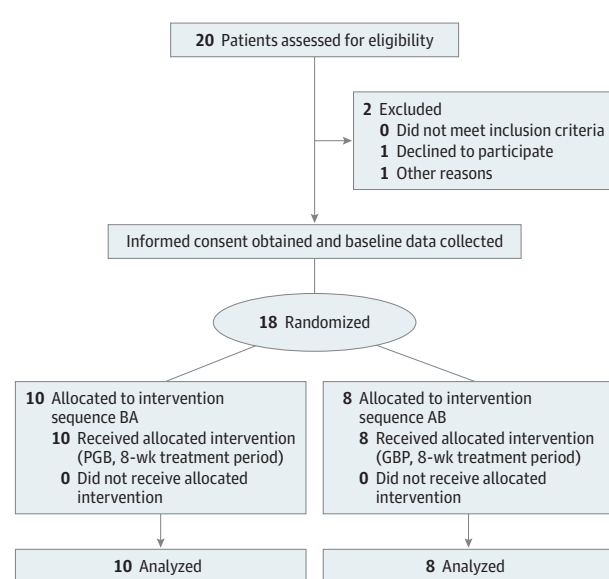 20 Patients assessed for eligibility
2 Excluded
0 Did not meet inclusion criteria
1 Declined to participate
1 Other reasons
Informed consent obtained and baseline data collected
18 Randomized
10 Allocated to intervention
sequence BA
10 Received allocated intervention
(PGB, 8-wk treatment period)
0 Did not receive allocated
intervention
8 Allocated to intervention
sequence AB
8 Received allocated intervention
(GBP, 8-wk treatment period)
0 Did not receive allocated
intervention
10 Analyzed
8 Analyzed